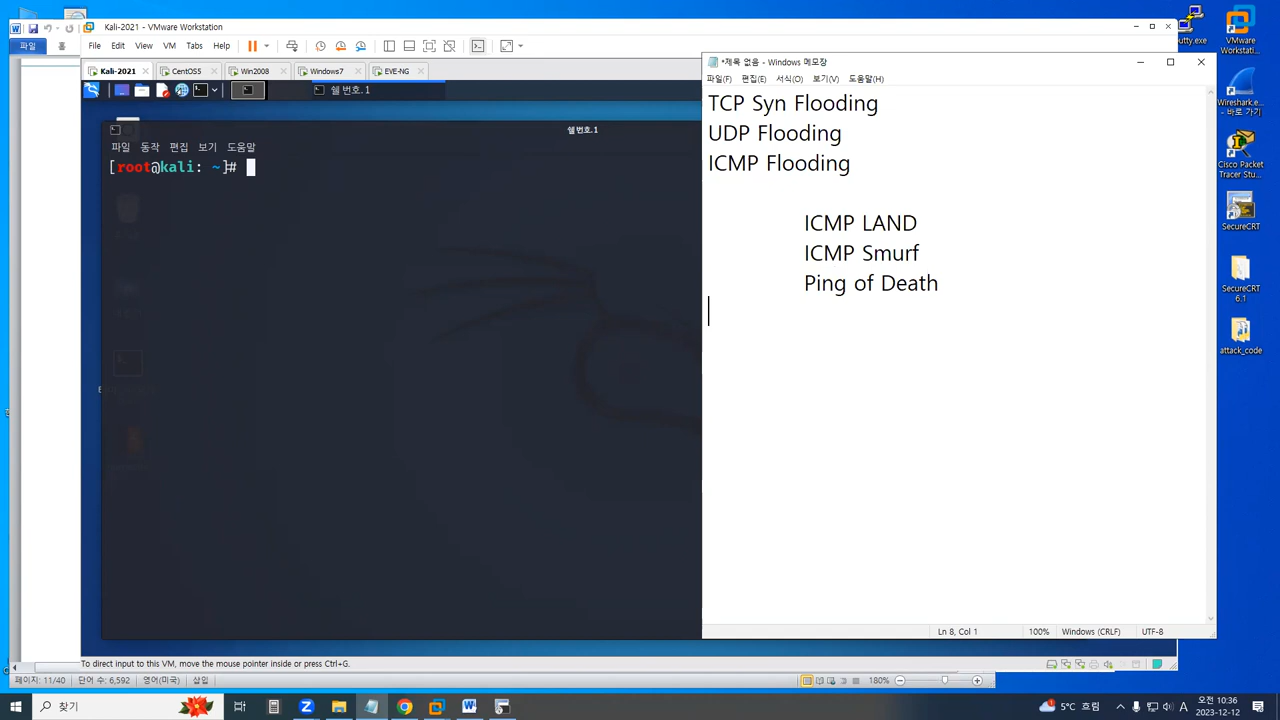 Kali-2021 - VMware Workstation
파일
홈
File Edit View VM Tabs Help
Kali-2021
CentOS5
Win2008
Windows7
EVE-NG
쉘 번호.1
쉘 번호.1
파일 동작 편집 보기 도움말
[root@kali: ~]#
*제목 없음 - Windows 메모장
파일(F) 편집(E) 서식(O) 보기(V) 도움말(H)
TCP Syn Flooding
UDP Flooding
ICMP Flooding
ICMP LAND
ICMP Smurf
Ping of Death
Ln 8, Col 1
100%
Windows (CRLF)
UTF-8
To direct input to this VM, move the mouse pointer inside or press Ctrl+G.
페이지: 11/40
단어 수: 6,592
영어(미국)
삽입
180%
utty.exe
VMware
Workstati...
Wireshark.e...
- 바로 가기
Cisco Packet
Tracer Stu...
SecureCRT
SecureCRT
6.1
attack_code
찾기
5°C 흐림
A
오전 10:36
2023-12-12